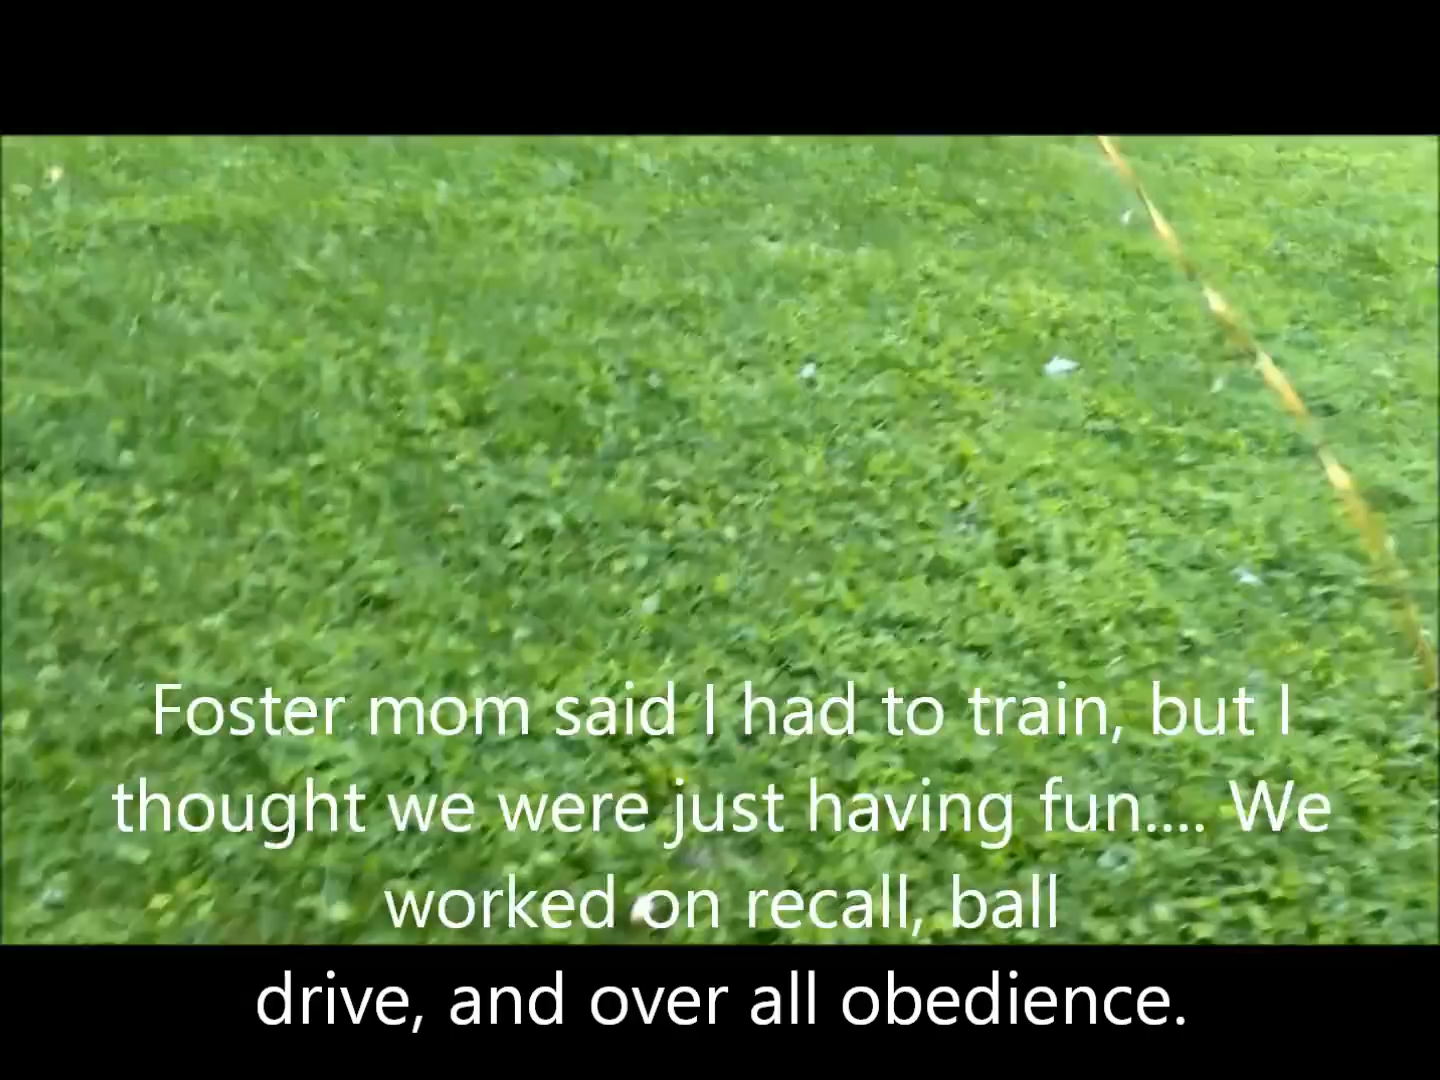 Foster mom said I had to train, but I
thought we were just having fun.... We
worked on recall, ball
drive, and over all obedience.